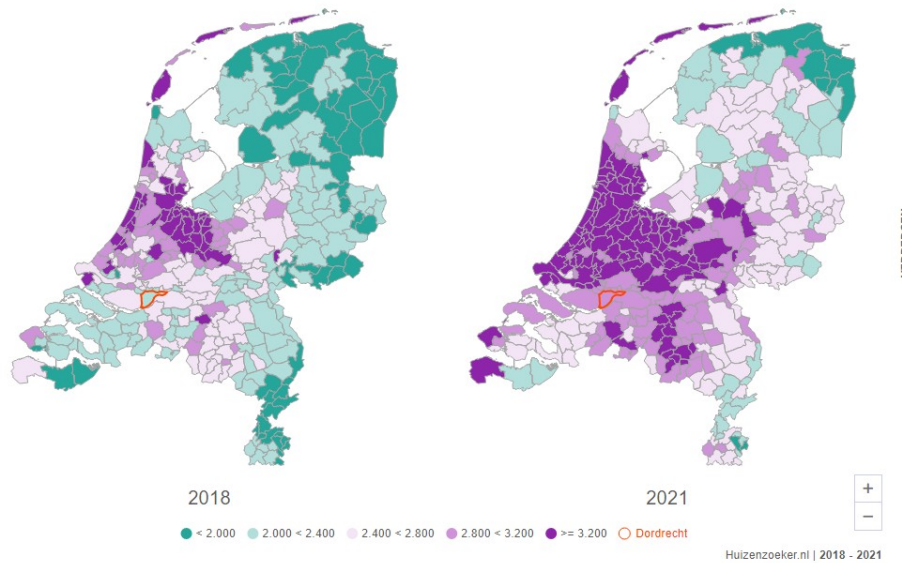 2018
2021
< 2.000
2.000 < 2.400
2.400 < 2.800
2.800 < 3.200
>= 3.200
Dordrecht
+
−
Huizenzoeker.nl | 2018 - 2021